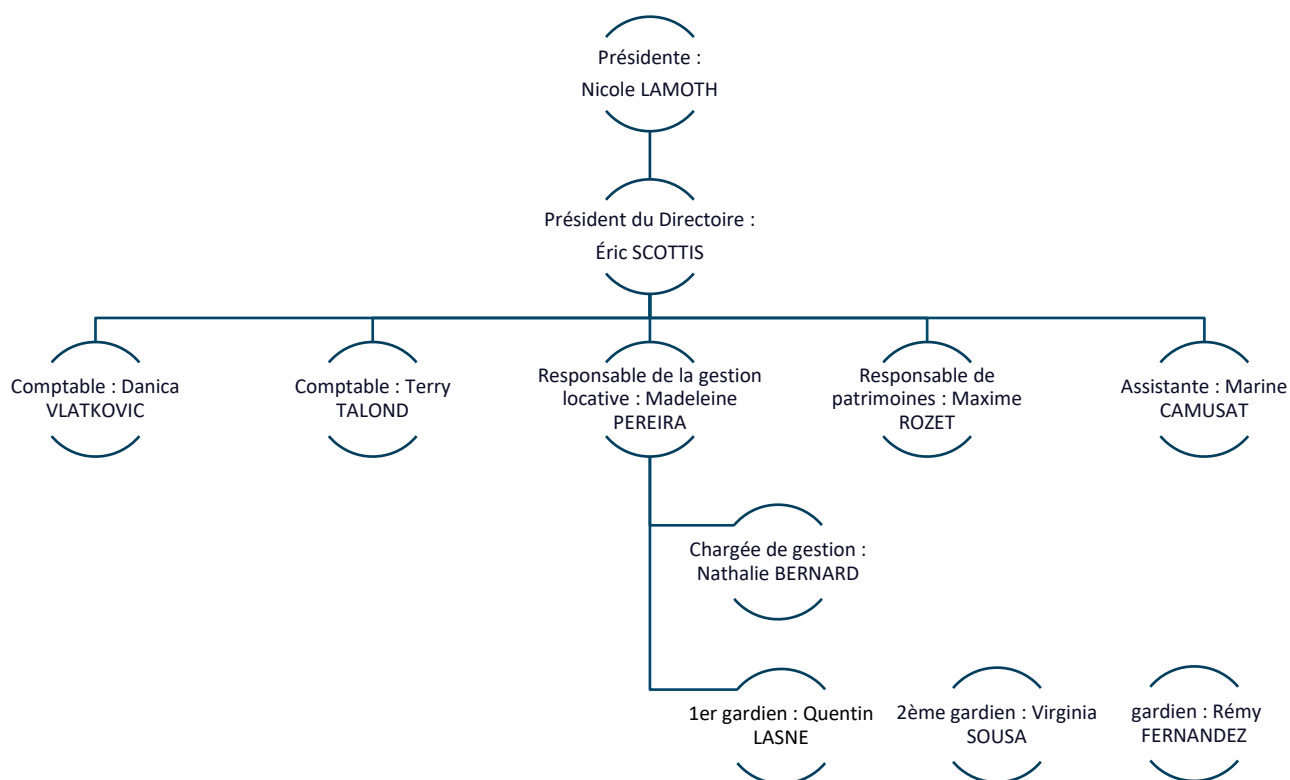 Présidente :
Nicole LAMOTH
Président du Directoire :
Éric SCOTTIS
Comptable : Danica
VLATKOVIC
Comptable : Terry
TALOND
Responsable de la gestion
locative : Madeleine
PEREIRA
Responsable de
patrimoines : Maxime
ROZET
Assistante : Marine
CAMUSAT
Chargée de gestion :
Nathalie BERNARD
1er gardien : Quentin
LASNE
2ème gardien : Virginia
SOUSA
gardien : Rémy
FERNANDEZ